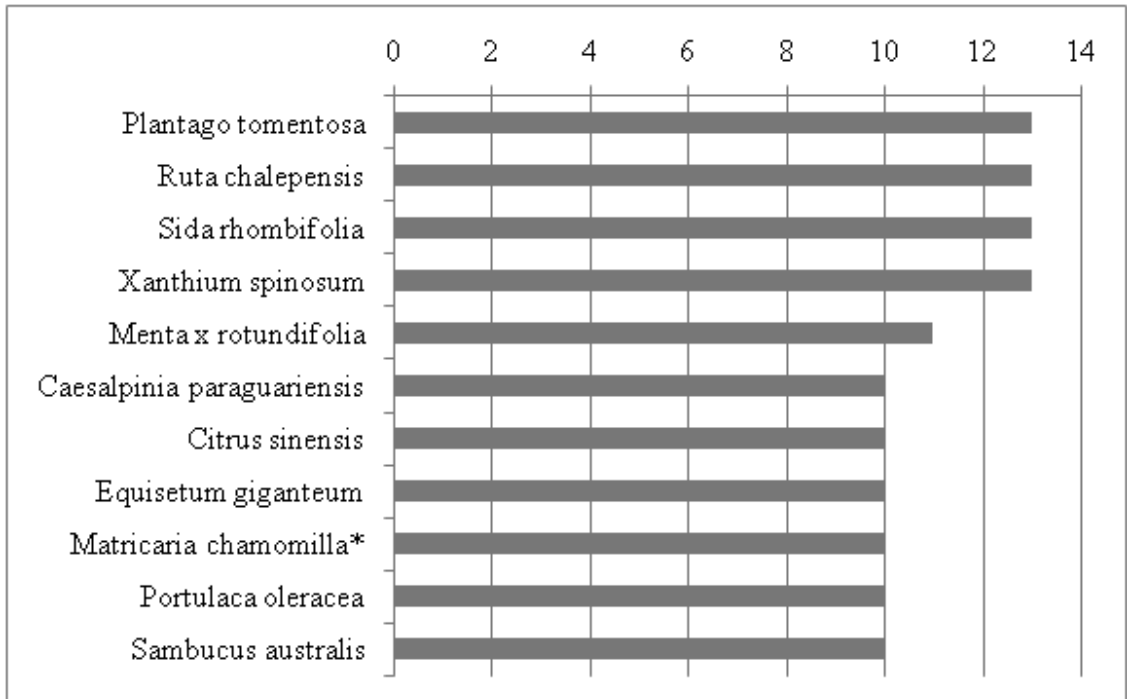 0 2 4 6 8 10 12 14
Plantago tomentosa
Ruta chalepensis
Sida rhombifolia
Xanthium spinosum
Menta x rotundifolia
Caesalpinia paraguariensis
Citrus sinensis
Equisetum giganteum
Matricaria chamomilla*
Portulaca oleracea
Sambucus australis